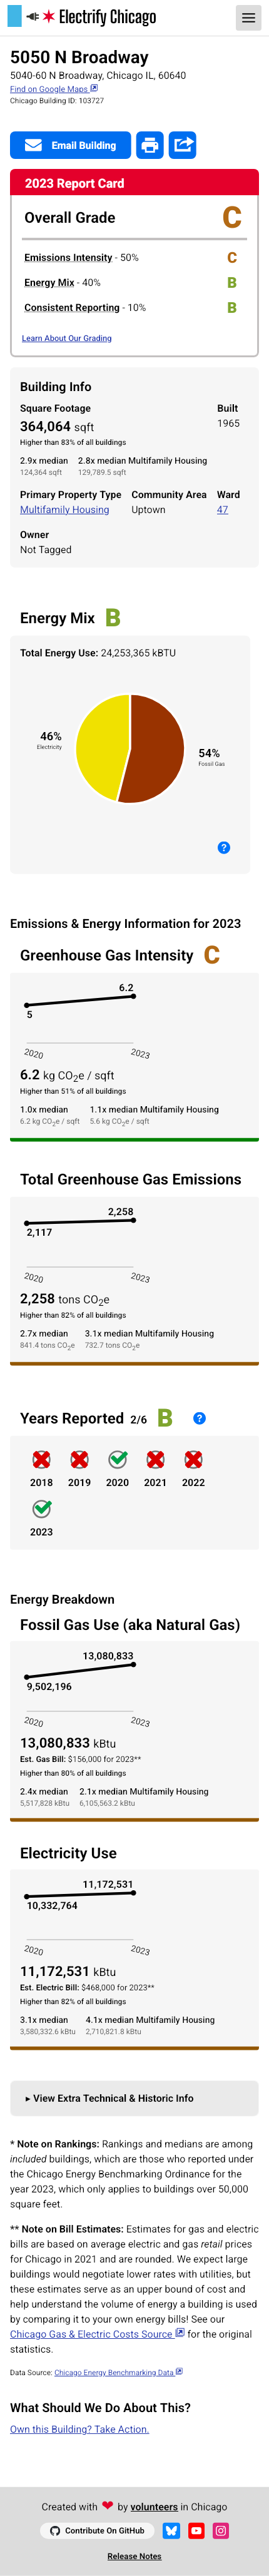 Electrify Chicago
5050 N Broadway
5040-60 N Broadway, Chicago IL, 60640
Find on Google Maps
Chicago Building ID: 103727
Email Building
2023 Report Card
Overall Grade C
Emissions Intensity - 50% C
Energy Mix - 40% B
Consistent Reporting - 10% B
Learn About Our Grading
Building Info
Square Footage
364,064 sqft
Higher than 83% of all buildings
2.9x median
124,364 sqft
2.8x median Multifamily Housing
129,789.5 sqft
Built
1965
Primary Property Type
Multifamily Housing
Community Area
Uptown
Ward
47
Owner
Not Tagged
Energy Mix B
Total Energy Use: 24,253,365 kBTU
46%
Electricity
54%
Fossil Gas
?
Emissions & Energy Information for 2023
Greenhouse Gas Intensity C
6.2
5
2020 2023
6.2 kg CO2e / sqft
Higher than 51% of all buildings
1.0x median
6.2 kg CO2e / sqft
1.1x median Multifamily Housing
5.6 kg CO2e / sqft
Total Greenhouse Gas Emissions
2,258
2,117
2020 2023
2,258 tons CO2e
Higher than 82% of all buildings
2.7x median
841.4 tons CO2e
3.1x median Multifamily Housing
732.7 tons CO2e
Years Reported 2/6 B ?
2018 2019 2020 2021 2022
2023
Energy Breakdown
Fossil Gas Use (aka Natural Gas)
13,080,833
9,502,196
2020 2023
13,080,833 kBtu
Est. Gas Bill: $156,000 for 2023**
Higher than 80% of all buildings
2.4x median
5,517,828 kBtu
2.1x median Multifamily Housing
6,105,563.2 kBtu
Electricity Use
11,172,531
10,332,764
2020 2023
11,172,531 kBtu
Est. Electric Bill: $468,000 for 2023**
Higher than 82% of all buildings
3.1x median
3,580,332.6 kBtu
4.1x median Multifamily Housing
2,710,821.8 kBtu
▸ View Extra Technical & Historic Info
* Note on Rankings: Rankings and medians are among
included buildings, which are those who reported under
the Chicago Energy Benchmarking Ordinance for the
year 2023, which only applies to buildings over 50,000
square feet.
** Note on Bill Estimates: Estimates for gas and electric
bills are based on average electric and gas retail prices
for Chicago in 2021 and are rounded. We expect large
buildings would negotiate lower rates with utilities, but
these estimates serve as an upper bound of cost and
help understand the volume of energy a building is used
by comparing it to your own energy bills! See our
Chicago Gas & Electric Costs Source for the original
statistics.
Data Source: Chicago Energy Benchmarking Data
What Should We Do About This?
Own this Building? Take Action.
Created with ❤ by volunteers in Chicago
Contribute On GitHub
Release Notes